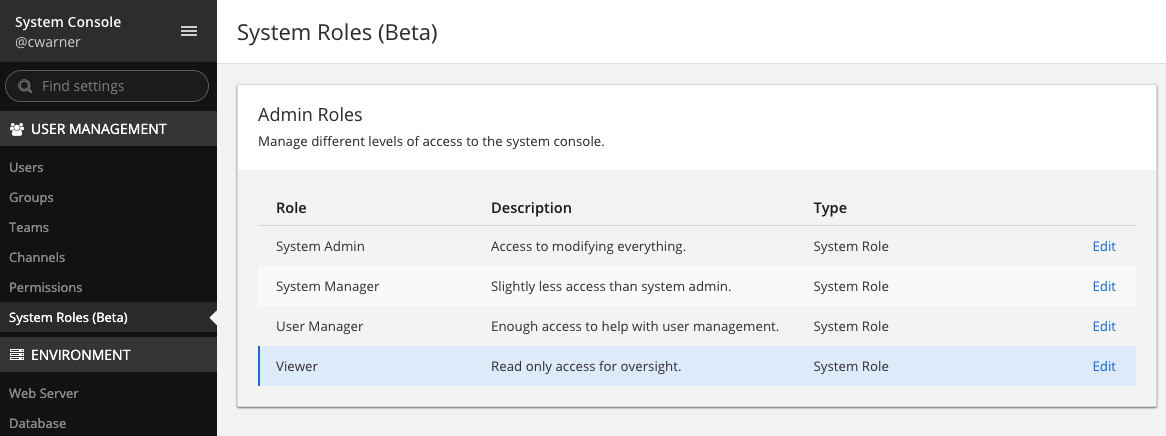 System Console
@cwarner
Find settings
USER MANAGEMENT
Users
Groups
Teams
Channels
Permissions
System Roles (Beta)
ENVIRONMENT
Web Server
Database
System Roles (Beta)
Admin Roles
Manage different levels of access to the system console.
Role Description Type
System Admin Access to modifying everything. System Role Edit
System Manager Slightly less access than system admin. System Role Edit
User Manager Enough access to help with user management. System Role Edit
Viewer Read only access for oversight. System Role Edit